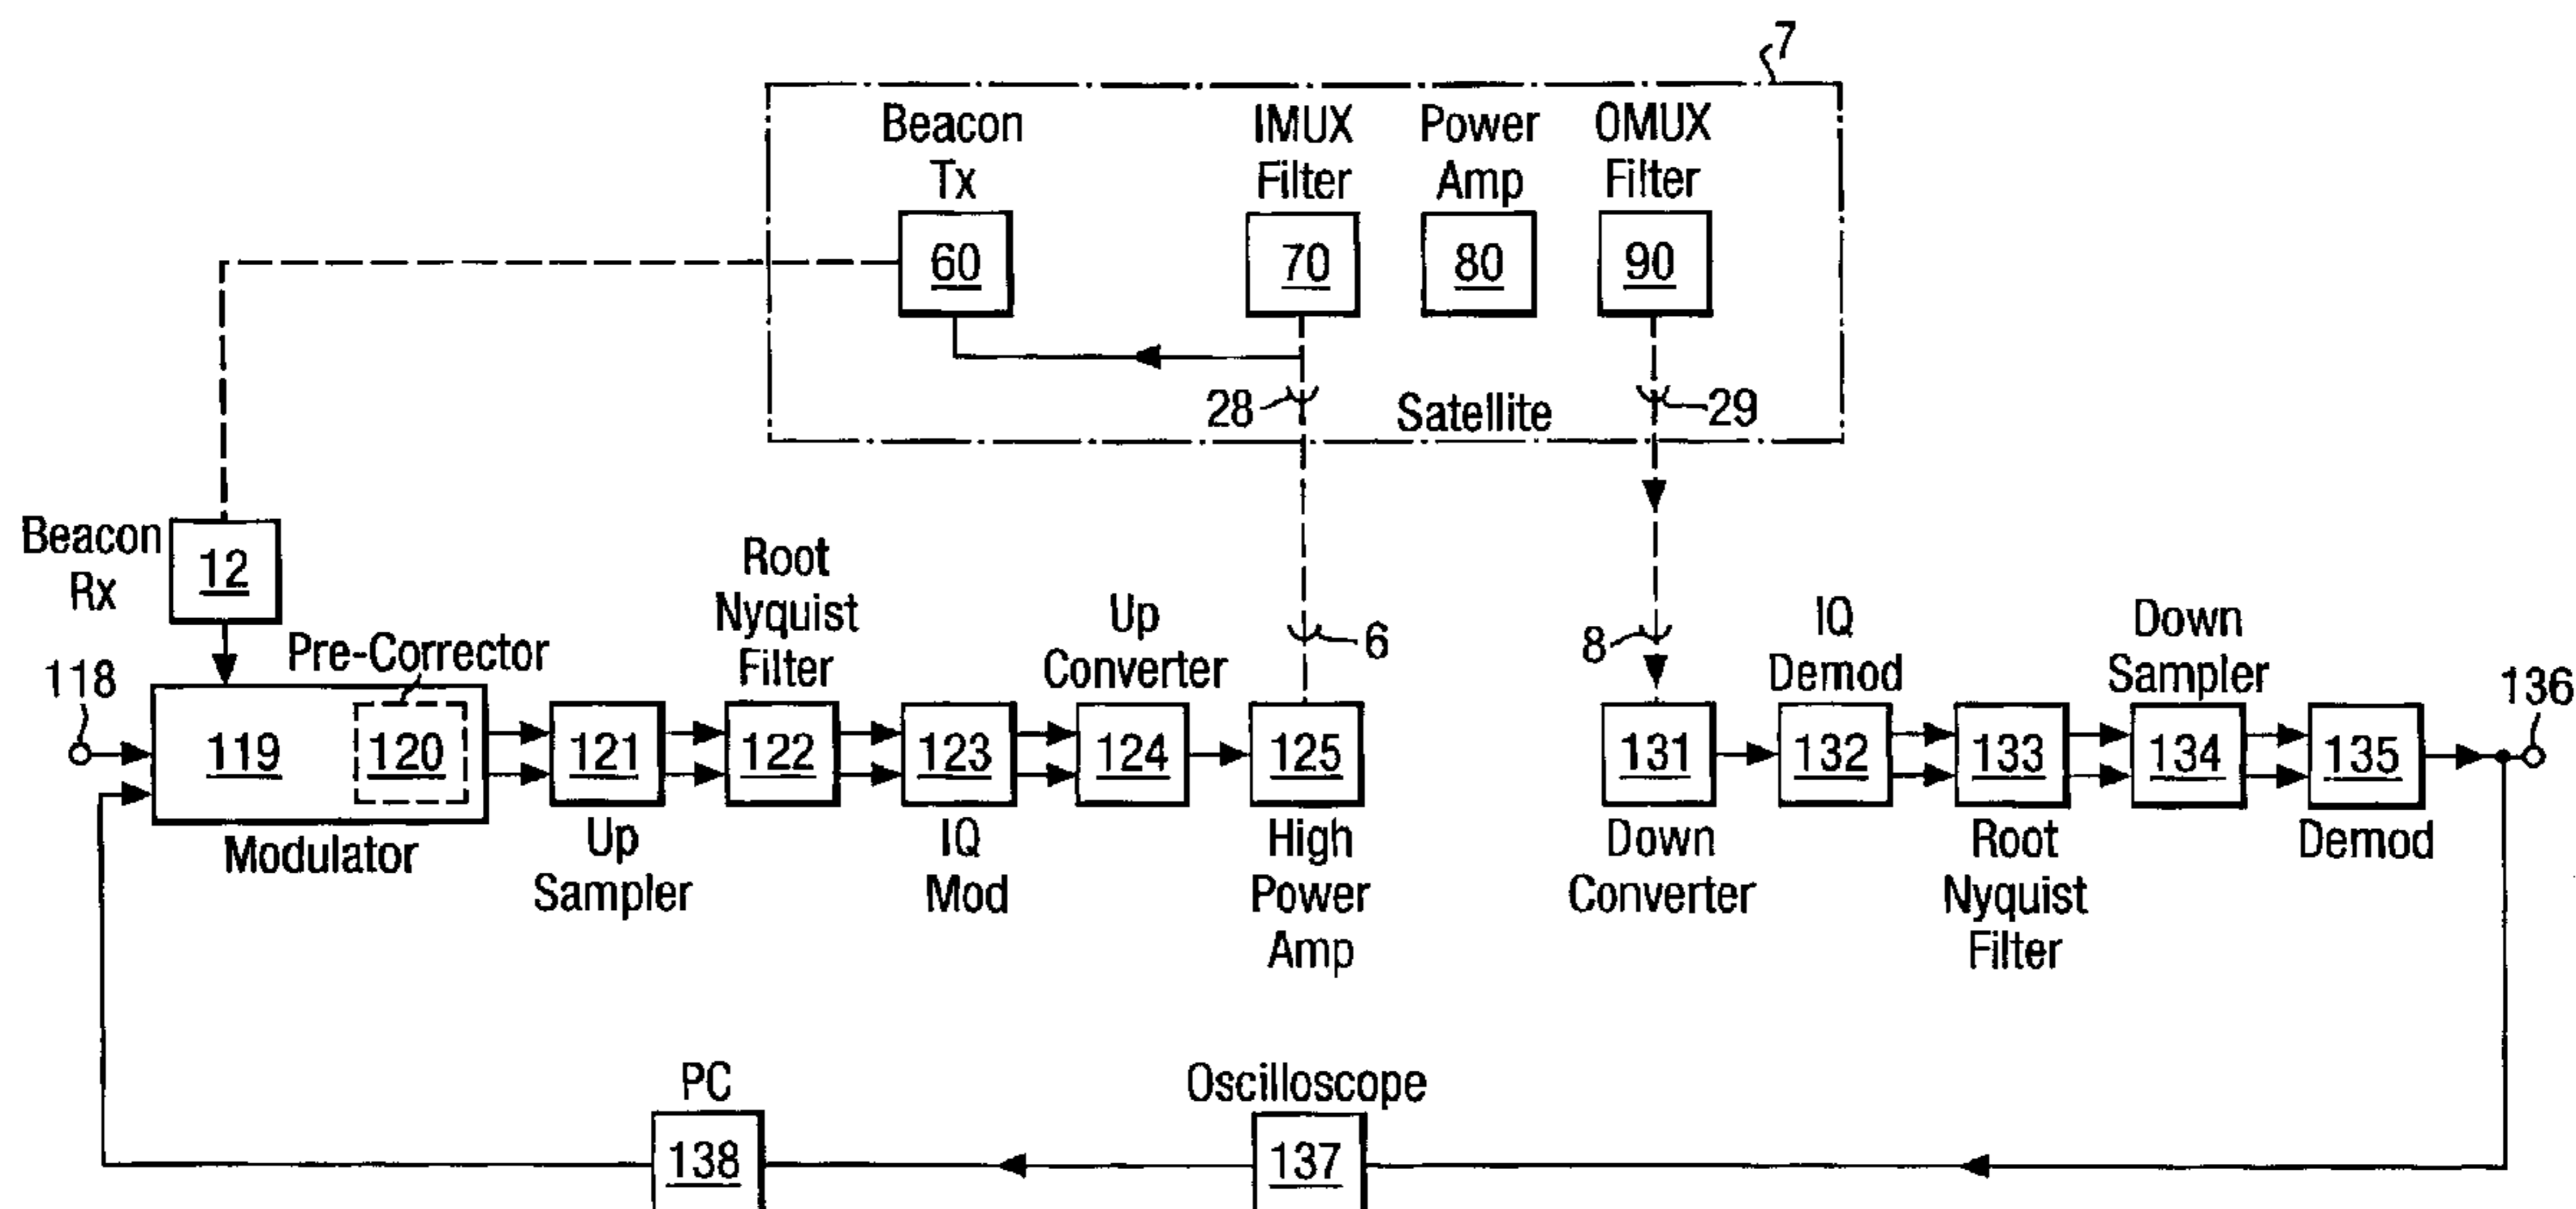 7
Beacon
Tx
60
IMUX
Filter
70
Power
Amp
80
OMUX
Filter
90
28
Satellite
29
Beacon
Rx
12
118
Pre-Corrector
119
120
Modulator
121
Up
Sampler
Root
Nyquist
Filter
122
123
IQ
Mod
Up
Converter
124
6
125
High
Power
Amp
8
131
Down
Converter
IQ
Demod
132
133
Root
Nyquist
Filter
Down
Sampler
134
135
Demod
136
PC
138
Oscilloscope
137